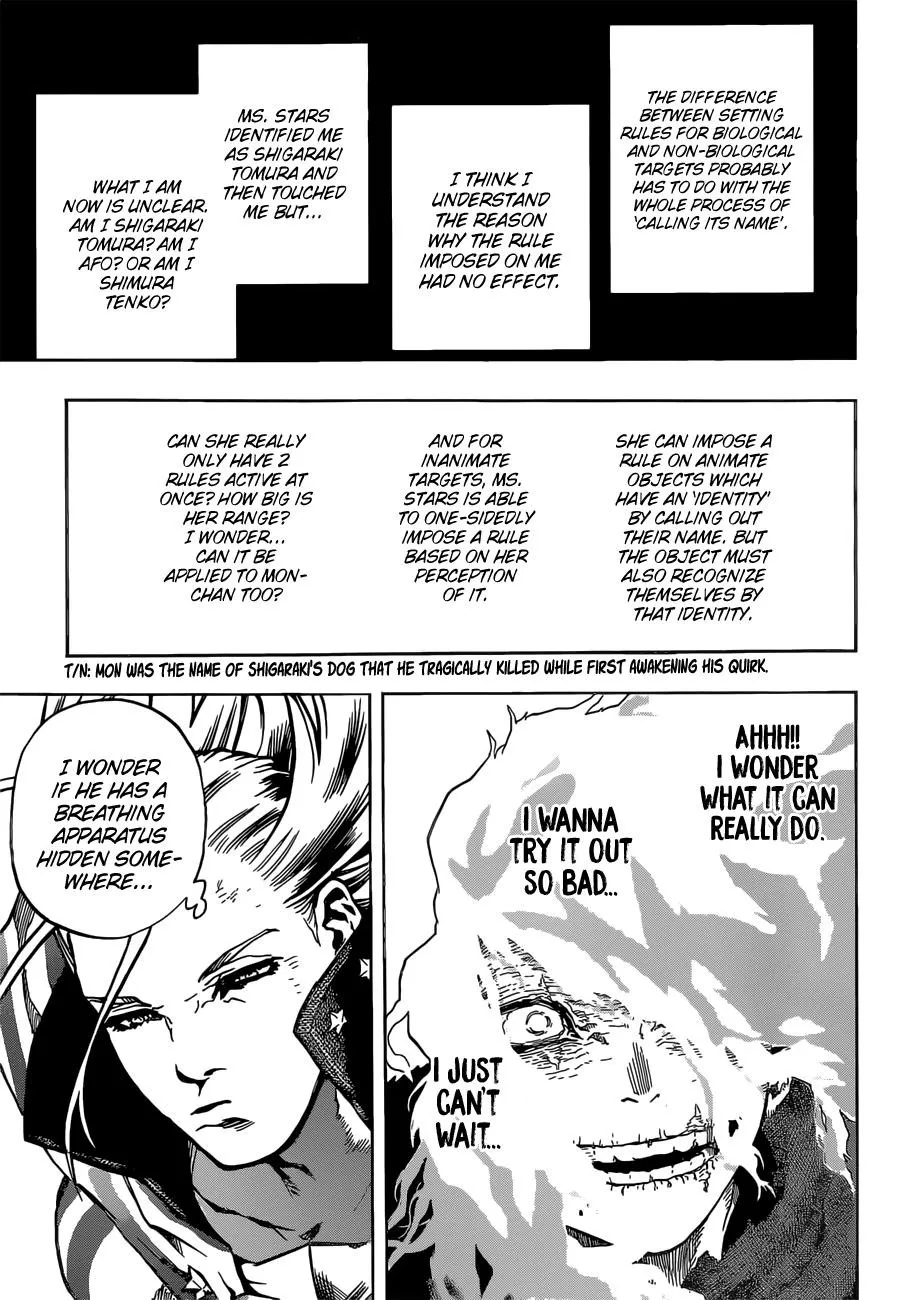 THE DIFFERENCE
BETWEEN SETTING
RULES FOR BIOLOGICAL
AND NON-BIOLOGICAL
TARGETS PROBABLY
HAS TO DO WITH THE
WHOLE PROCESS OF
'CALLING ITS NAME'.
I THINK I
UNDERSTAND
THE REASON
WHY THE RULE
IMPOSED ON ME
HAD NO EFFECT.
MS. STARS
IDENTIFIED ME
AS SHIGARAKI
TOMURA AND
THEN TOUCHED
ME BUT...
WHAT I AM
NOW IS UNCLEAR.
AM I SHIGARAKI
TOMURA? AM I
AFO? OR AM I
SHIMURA
TENKO?
SHE CAN IMPOSE A
RULE ON ANIMATE
OBJECTS WHICH
HAVE AN 'IDENTITY'
BY CALLING OUT
THEIR NAME. BUT
THE OBJECT MUST
ALSO RECOGNIZE
THEMSELVES BY
THAT IDENTITY.
AND FOR
INANIMATE
TARGETS, MS.
STARS IS ABLE
TO ONE-SIDEDLY
IMPOSE A RULE
BASED ON HER
PERCEPTION
OF IT.
CAN SHE REALLY
ONLY HAVE 2
RULES ACTIVE AT
ONCE? HOW BIG IS
HER RANGE?
I WONDER...
CAN IT BE
APPLIED TO MON-
CHAN TOO?
T/N: MON WAS THE NAME OF SHIGARAKI'S DOG THAT HE TRAGICALLY KILLED WHILE FIRST AWAKENING HIS QUIRK.
AHHH!!
I WONDER
WHAT IT CAN
REALLY DO.
I WANNA
TRY IT OUT
SO BAD...
I JUST
CAN'T
WAIT...
I WONDER
IF HE HAS A
BREATHING
APPARATUS
HIDDEN SOME-
WHERE...